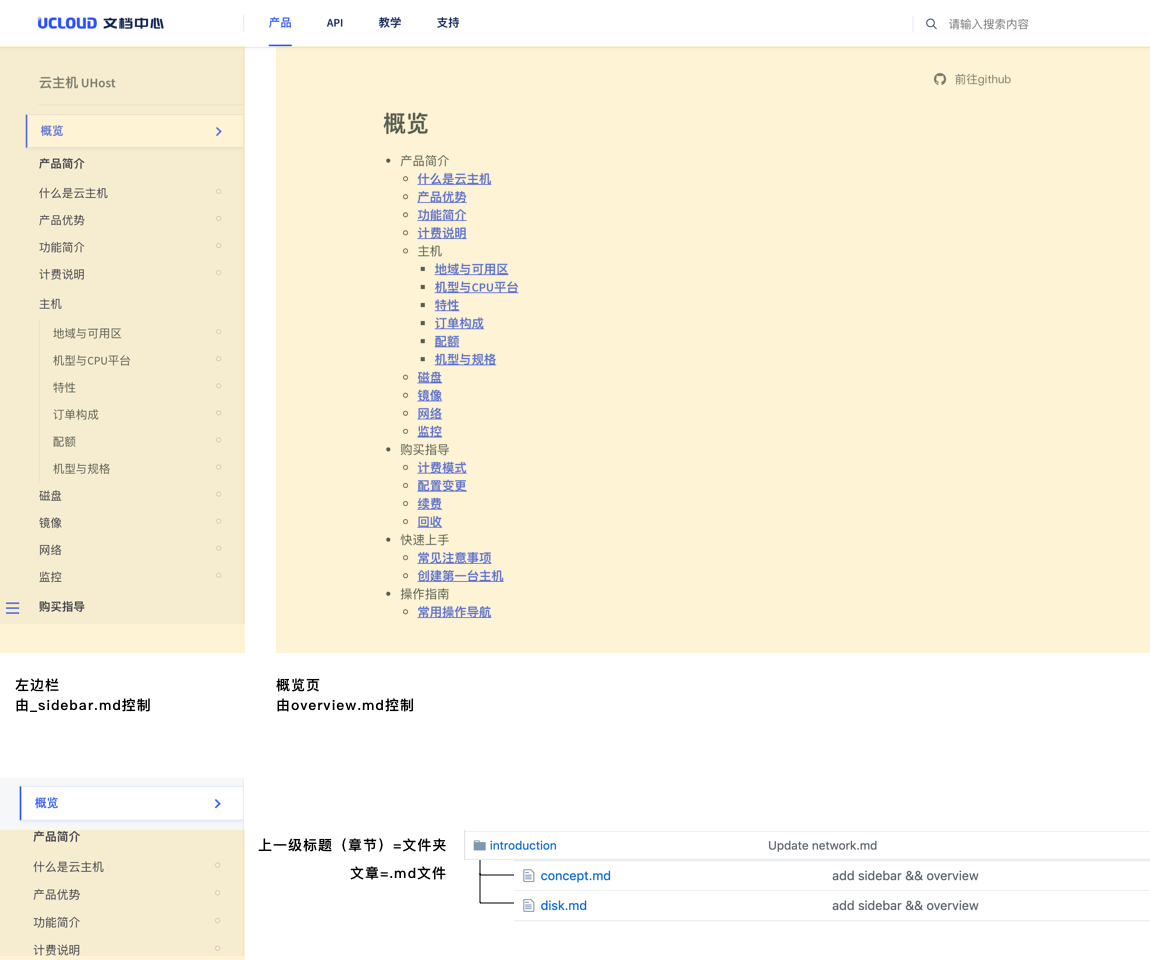 UCLOUD 文档中心
产品
API
教学
支持
请输入搜索内容
云主机 UHost
概览
产品简介
什么是云主机
产品优势
功能简介
计费说明
主机
地域与可用区
机型与CPU平台
特性
订单构成
配额
机型与规格
磁盘
镜像
网络
监控
购买指导
前往github
概览
产品简介
什么是云主机
产品优势
功能简介
计费说明
主机
地域与可用区
机型与CPU平台
特性
订单构成
配额
机型与规格
磁盘
镜像
网络
监控
购买指导
计费模式
配置变更
续费
回收
快速上手
常见注意事项
创建第一台主机
操作指南
常用操作导航
左边栏
由_sidebar.md控制
概览页
由overview.md控制
概览
产品简介
什么是云主机
产品优势
功能简介
计费说明
上一级标题（章节）=文件夹
文章=.md文件
introduction
Update network.md
concept.md
add sidebar && overview
disk.md
add sidebar && overview